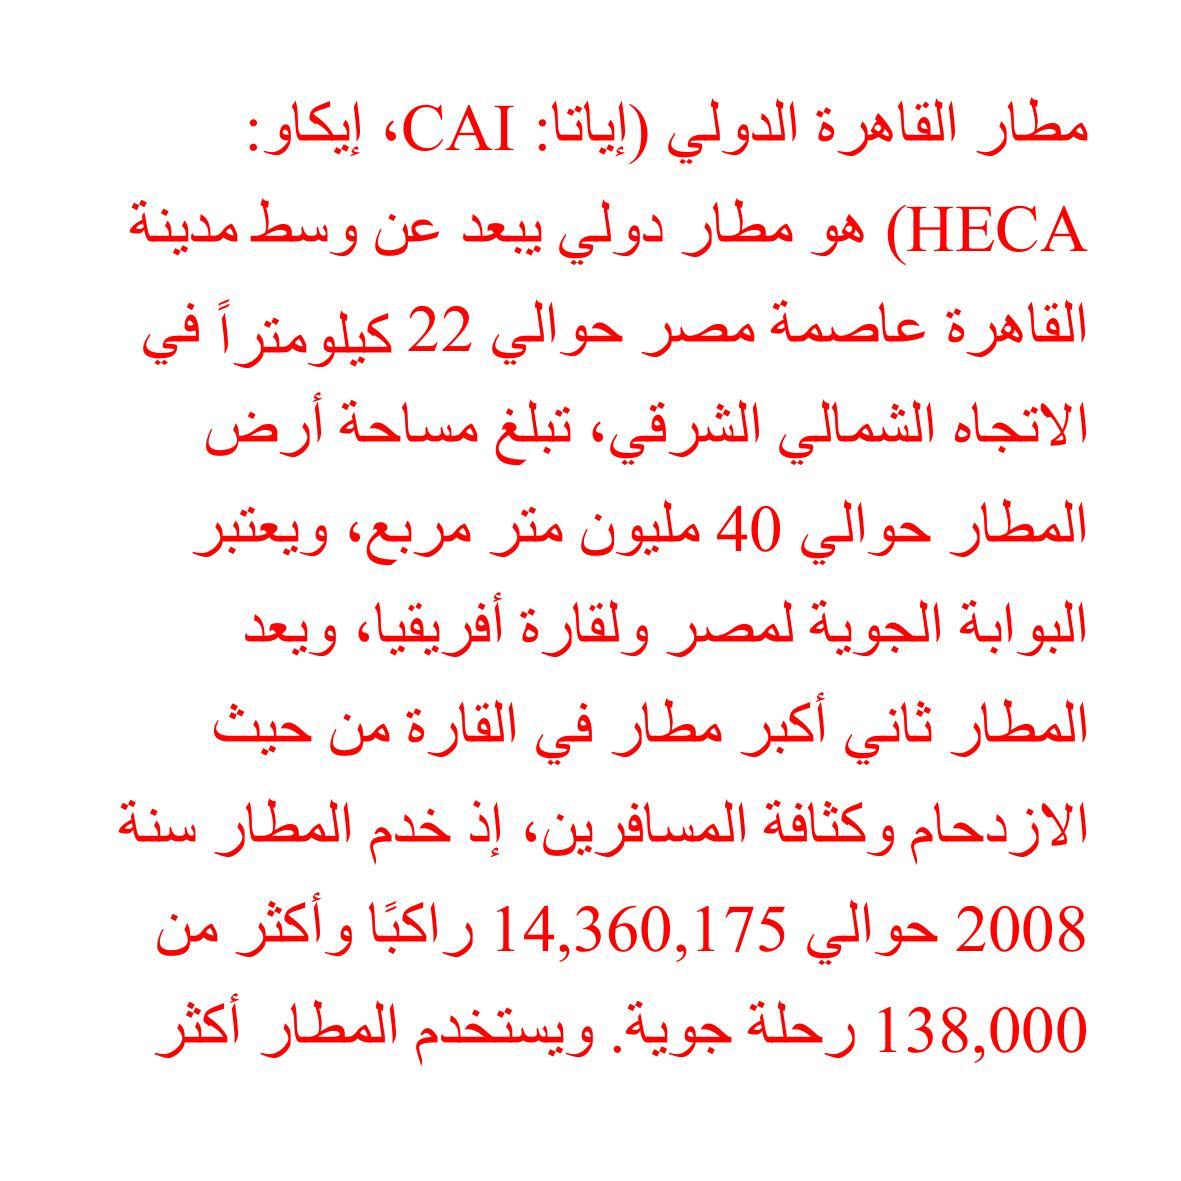 مطار القاهرة الدولي (إياتا: CAI، إيكاو:
HECA) هو مطار دولي يبعد عن وسط مدينة
القاهرة عاصمة مصر حوالي 22 كيلومتراً في
الاتجاه الشمالي الشرقي، تبلغ مساحة أرض
المطار حوالي 40 مليون متر مربع، ويعتبر
البوابة الجوية لمصر ولقارة أفريقيا، ويعد
المطار ثاني أكبر مطار في القارة من حيث
الازدحام وكثافة المسافرين، إذ خدم المطار سنة
2008 حوالي 14,360,175 راكبًا وأكثر من
138,000 رحلة جوية. ويستخدم المطار أكثر